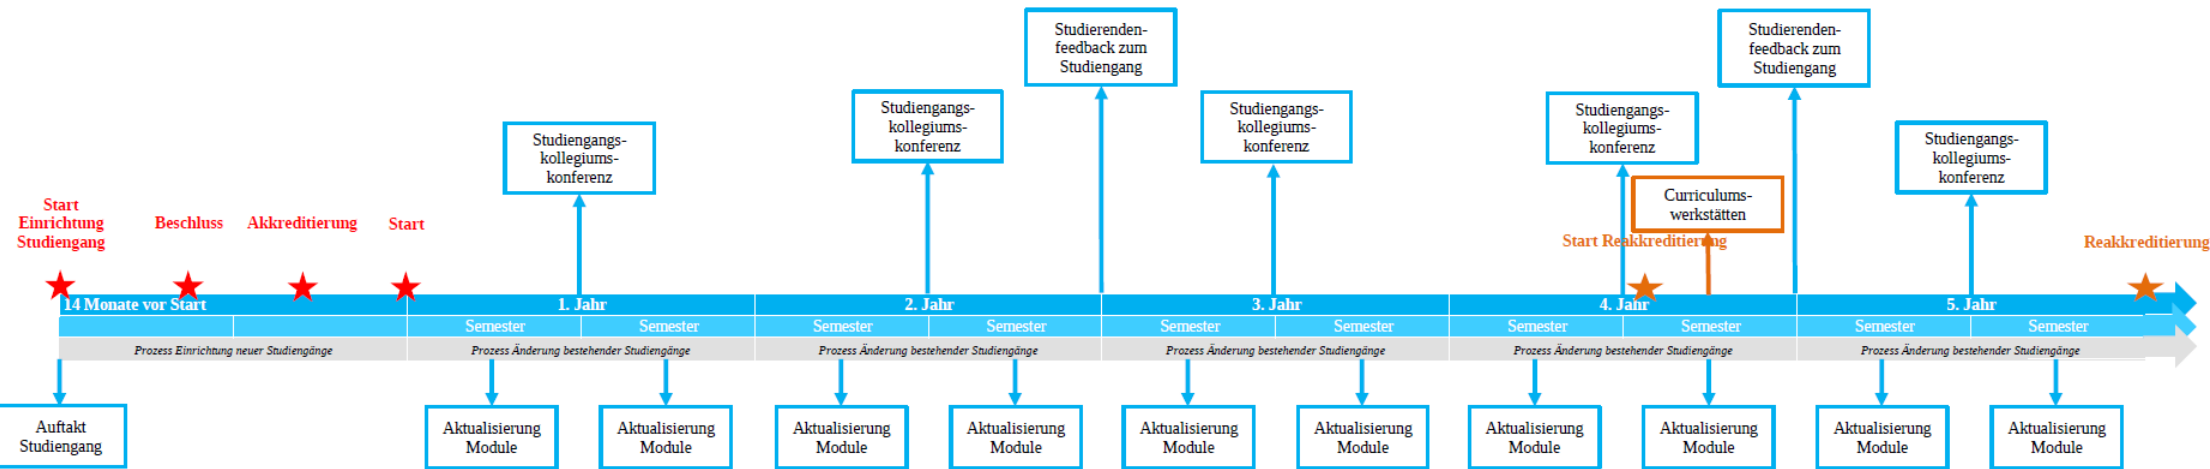 Studierenden-
feedback zum
Studiengang
Studierenden-
feedback zum
Studiengang
Studiengangs-
kollegiums-
konferenz
Studiengangs-
kollegiums-
konferenz
Studiengangs-
kollegiums-
konferenz
Studiengangs-
kollegiums-
konferenz
Studiengangs-
kollegiums-
konferenz
Curriculums-
werkstätten
Start
Einrichtung
Studiengang
Beschluss
Akkreditierung
Start
Start Reakkreditierung
Reakkreditierung
14 Monate vor Start 1. Jahr 2. Jahr 3. Jahr 4. Jahr 5. Jahr
Semester Semester Semester Semester Semester Semester Semester Semester Semester Semester
Prozess Einrichtung neuer Studiengänge Prozess Änderung bestehender Studiengänge Prozess Änderung bestehender Studiengänge Prozess Änderung bestehender Studiengänge Prozess Änderung bestehender Studiengänge Prozess Änderung bestehender Studiengänge
Auftakt
Studiengang
Aktualisierung
Module
Aktualisierung
Module
Aktualisierung
Module
Aktualisierung
Module
Aktualisierung
Module
Aktualisierung
Module
Aktualisierung
Module
Aktualisierung
Module
Aktualisierung
Module
Aktualisierung
Module